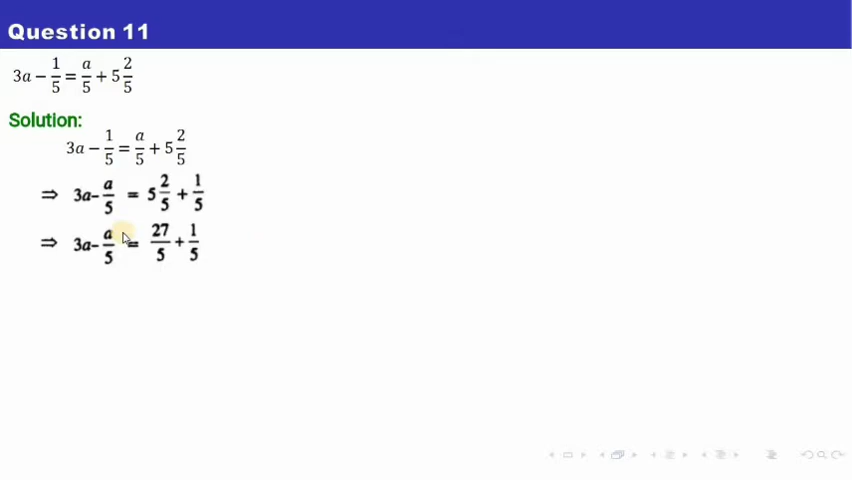 Question 11
3a − 1/5 = a/5 + 5 2/5
Solution:
3a − 1/5 = a/5 + 5 2/5
⇒ 3a− a/5 = 5 2/5 + 1/5
⇒ 3a− a/5 = 27/5 + 1/5